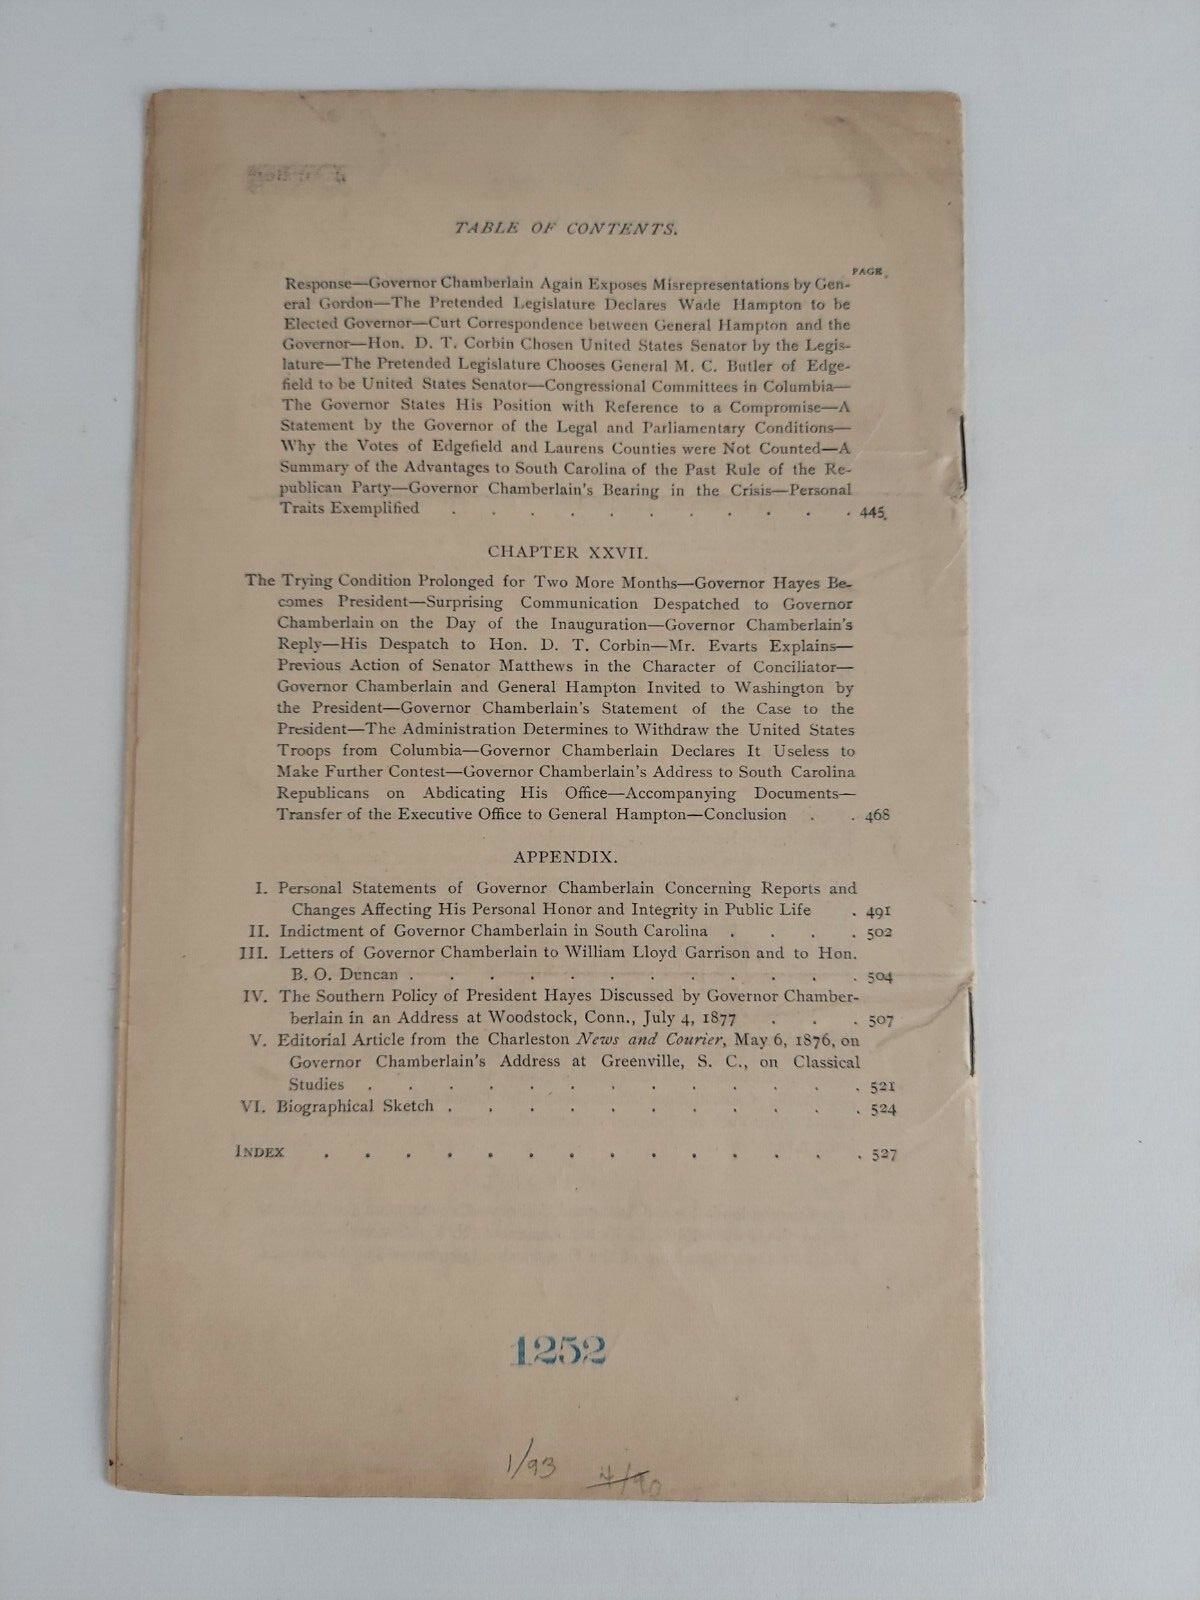 TABLE OF CONTENTS.
PAGE
Response—Governor Chamberlain Again Exposes Misrepresentations by Gen-
eral Gordon—The Pretended Legislature Declares Wade Hampton to be
Elected Governor—Curt Correspondence between General Hampton and the
Governor—Hon. D. T. Corbin Chosen United States Senator by the Legis-
lature—The Pretended Legislature Chooses General M. C. Butler of Edge-
field to be United States Senator—Congressional Committees in Columbia—
The Governor States His Position with Reference to a Compromise—A
Statement by the Governor of the Legal and Parliamentary Conditions—
Why the Votes of Edgefield and Laurens Counties were Not Counted—A
Summary of the Advantages to South Carolina of the Past Rule of the Re-
publican Party—Governor Chamberlain's Bearing in the Crisis—Personal
Traits Exemplified . . . . . . . . . . . 445
CHAPTER XXVII.
The Trying Condition Prolonged for Two More Months—Governor Hayes Be-
comes President—Surprising Communication Despatched to Governor
Chamberlain on the Day of the Inauguration—Governor Chamberlain's
Reply—His Despatch to Hon. D. T. Corbin—Mr. Evarts Explains—
Previous Action of Senator Matthews in the Character of Conciliator—
Governor Chamberlain and General Hampton Invited to Washington by
the President—Governor Chamberlain's Statement of the Case to the
President—The Administration Determines to Withdraw the United States
Troops from Columbia—Governor Chamberlain Declares It Useless to
Make Further Contest—Governor Chamberlain's Address to South Carolina
Republicans on Abdicating His Office—Accompanying Documents—
Transfer of the Executive Office to General Hampton—Conclusion . . 468
APPENDIX.
I. Personal Statements of Governor Chamberlain Concerning Reports and
Changes Affecting His Personal Honor and Integrity in Public Life . 491
II. Indictment of Governor Chamberlain in South Carolina . . . . 502
III. Letters of Governor Chamberlain to William Lloyd Garrison and to Hon.
B. O. Duncan . . . . . . . . . . . . 504
IV. The Southern Policy of President Hayes Discussed by Governor Chamber-
berlain in an Address at Woodstock, Conn., July 4, 1877 . . . 507
V. Editorial Article from the Charleston News and Courier, May 6, 1876, on
Governor Chamberlain's Address at Greenville, S. C., on Classical
Studies . . . . . . . . . . . . . 521
VI. Biographical Sketch . . . . . . . . . . . 524
INDEX . . . . . . . . . . . . . . 527
1252
1/93 4/90